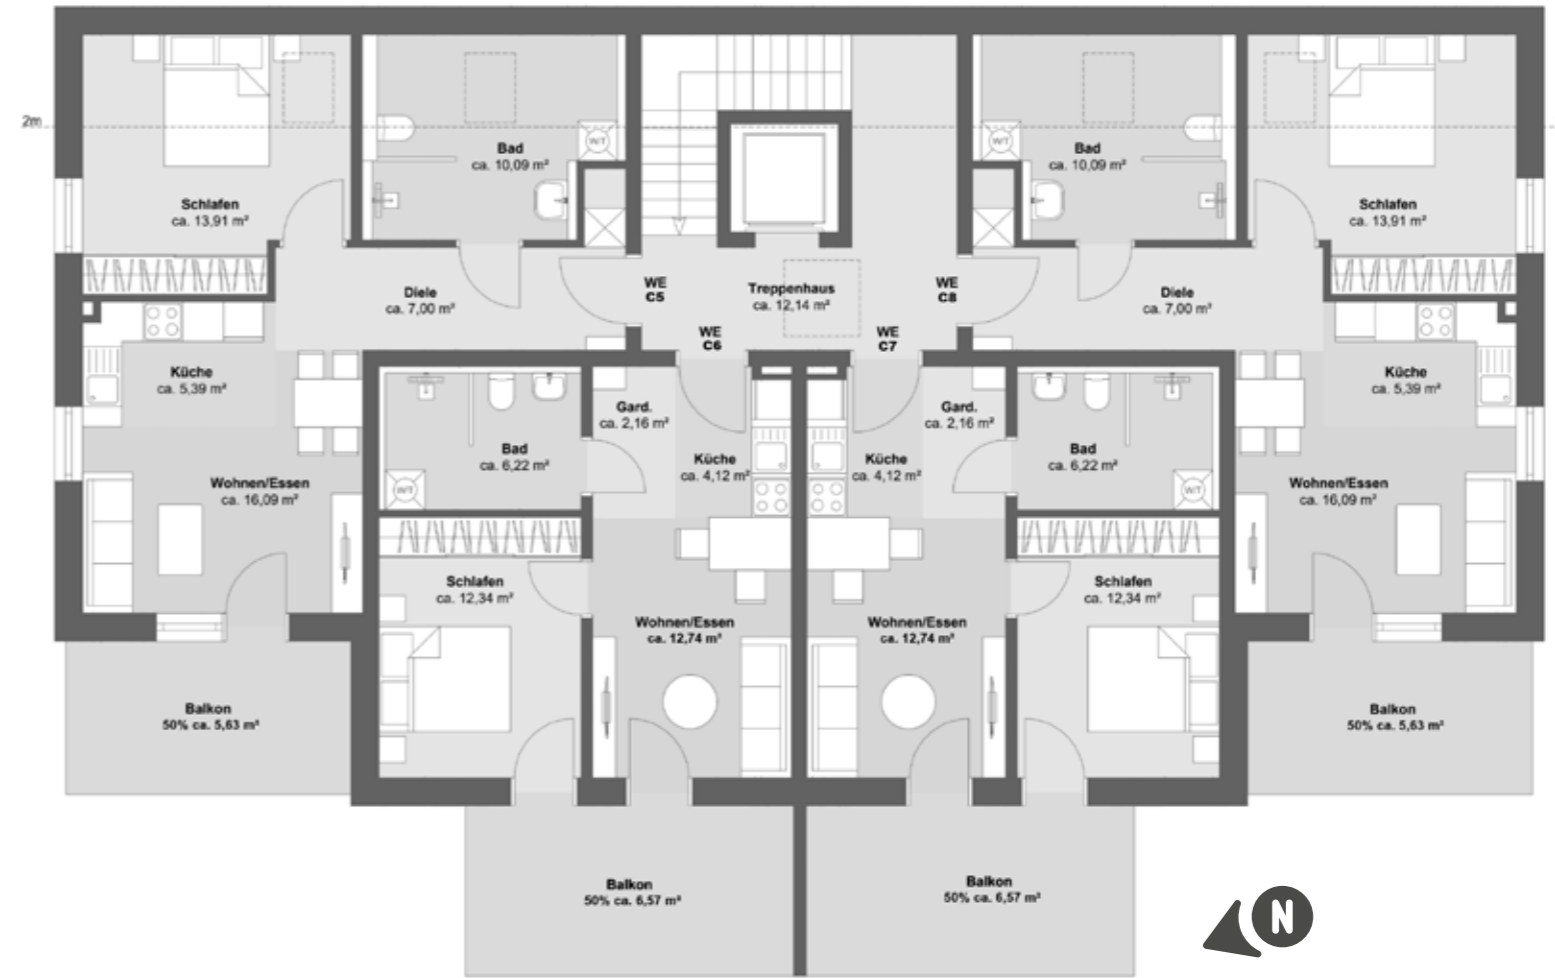 2m
Schlafen
ca. 13,91 m²
Bad
ca. 10,09 m²
W/T
Diele
ca. 7,00 m²
Küche
ca. 5,39 m²
Wohnen/Essen
ca. 16,09 m²
Balkon
50% ca. 5,63 m²
WE
C5
WE
C6
Treppenhaus
ca. 12,14 m²
WE
C7
WE
C8
Bad
ca. 6,22 m²
W/T
Gard.
ca. 2,16 m²
Küche
ca. 4,12 m²
Schlafen
ca. 12,34 m²
Wohnen/Essen
ca. 12,74 m²
Balkon
50% ca. 6,57 m²
Gard.
ca. 2,16 m²
Küche
ca. 4,12 m²
Bad
ca. 6,22 m²
W/T
Wohnen/Essen
ca. 12,74 m²
Schlafen
ca. 12,34 m²
Balkon
50% ca. 6,57 m²
W/T
Bad
ca. 10,09 m²
Schlafen
ca. 13,91 m²
Diele
ca. 7,00 m²
Küche
ca. 5,39 m²
Wohnen/Essen
ca. 16,09 m²
Balkon
50% ca. 5,63 m²
N